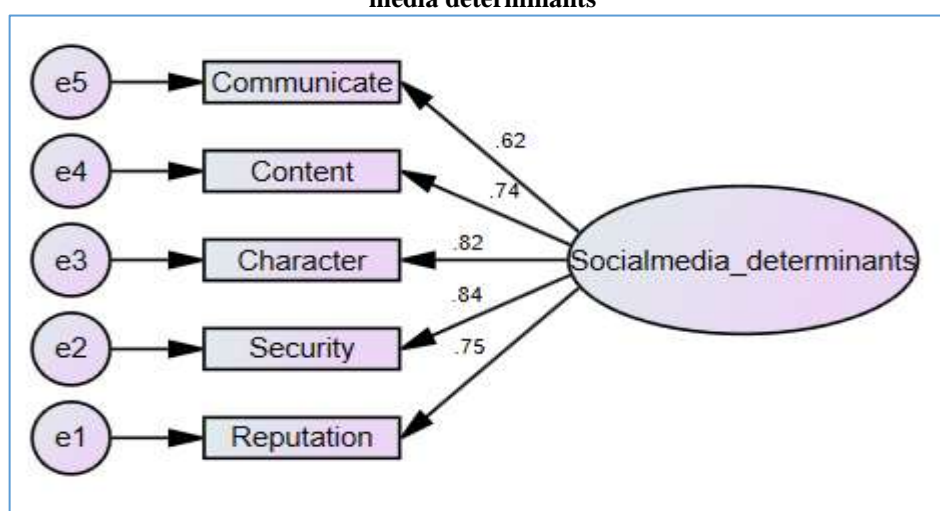 media determinants
e5
Communicate
.62
e4
Content
.74
e3
Character
.82
Socialmedia_determinants
e2
Security
.84
e1
Reputation
.75